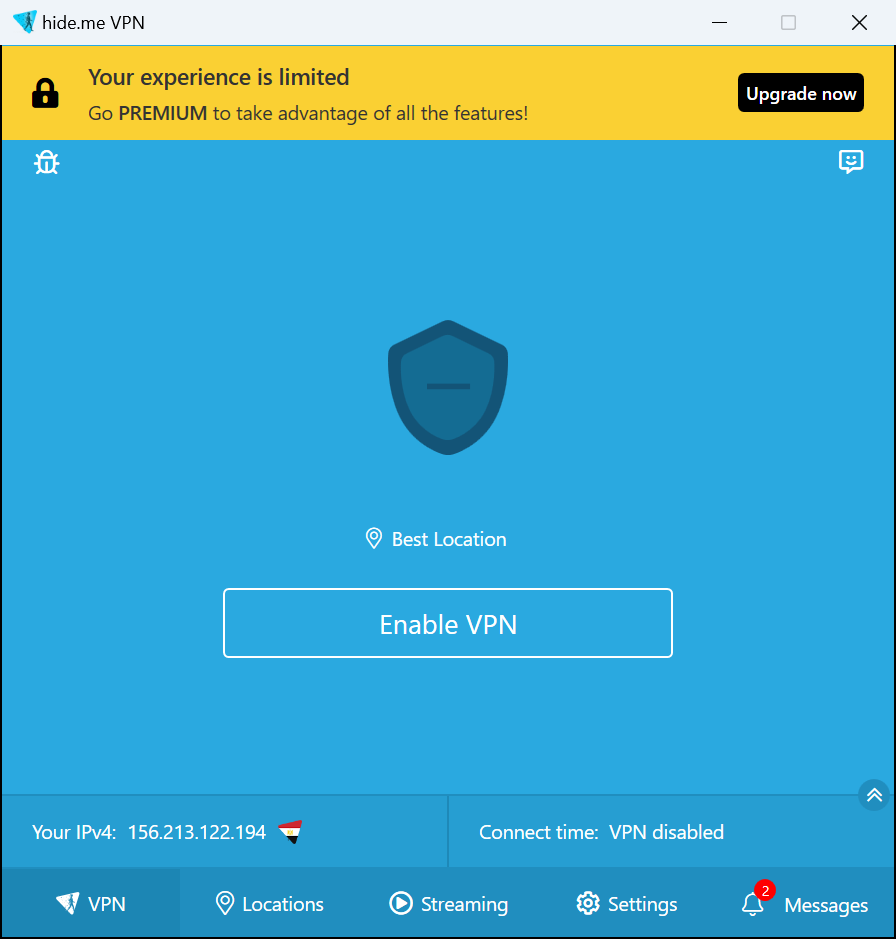 hide.me VPN
Your experience is limited
Go PREMIUM to take advantage of all the features!
Upgrade now
Best Location
Enable VPN
Your IPv4: 156.213.122.194
Connect time: VPN disabled
VPN
Locations
Streaming
Settings
2
Messages